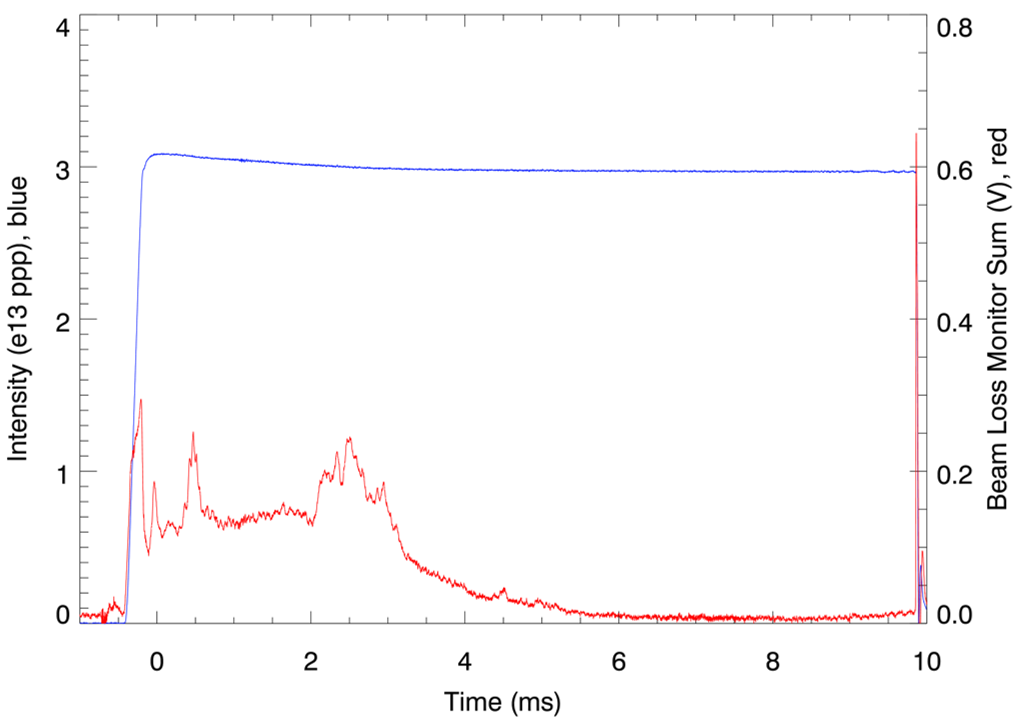 4
3
2
1
0
Intensity (e13 ppp), blue
0.8
0.6
0.4
0.2
0.0
Beam Loss Monitor Sum (V), red
0 2 4 6 8 10
Time (ms)